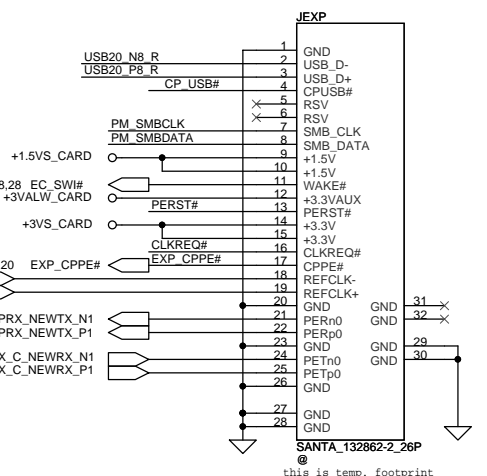 JEXP
1 GND
USB20_N8_R 2 USB_D-
USB20_P8_R 3 USB_D+
CP_USB# 4 CPUSB#
5 RSV
6 RSV
PM_SMBCLK 7 SMB_CLK
PM_SMBDATA 8 SMB_DATA
+1.5VS_CARD 9 +1.5V
10 +1.5V
8,28 EC_SWI# 11 WAKE#
+3VALW_CARD 12 +3.3VAUX
PERST# 13 PERST#
+3VS_CARD 14 +3.3V
15 +3.3V
CLKREQ# 16 CLKREQ#
20 EXP_CPPE# EXP_CPPE# 17 CPPE#
18 REFCLK-
19 REFCLK+
20 GND GND 31
PRX_NEWTX_N1 21 PERn0 GND 32
PRX_NEWTX_P1 22 PERp0
23 GND GND 29
X_C_NEWRX_N1 24 PETn0 GND 30
X_C_NEWRX_P1 25 PETp0
26 GND
27 GND
28 GND
SANTA_132862-2_26P
@
this is temp. footprint